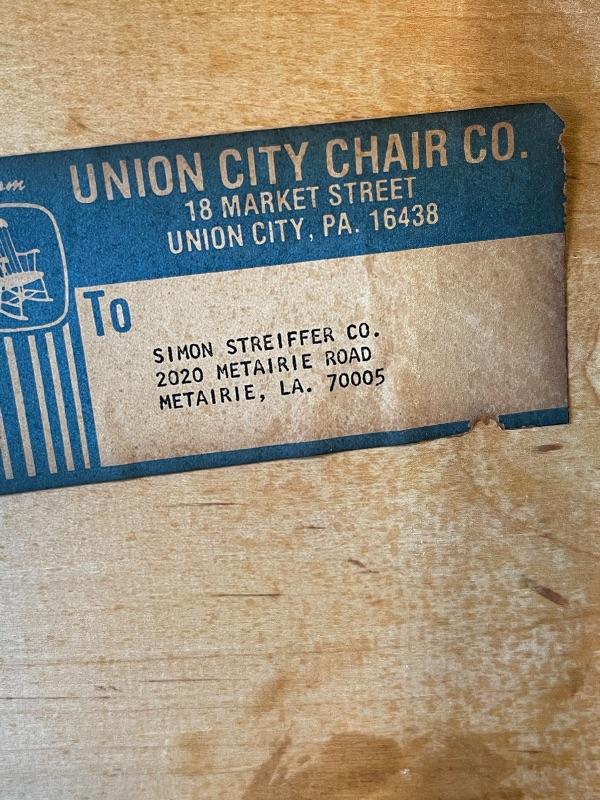 UNION CITY CHAIR CO.
18 MARKET STREET
UNION CITY, PA. 16438
To
SIMON STREIFFER CO.
2020 METAIRIE ROAD
METAIRIE, LA. 70005